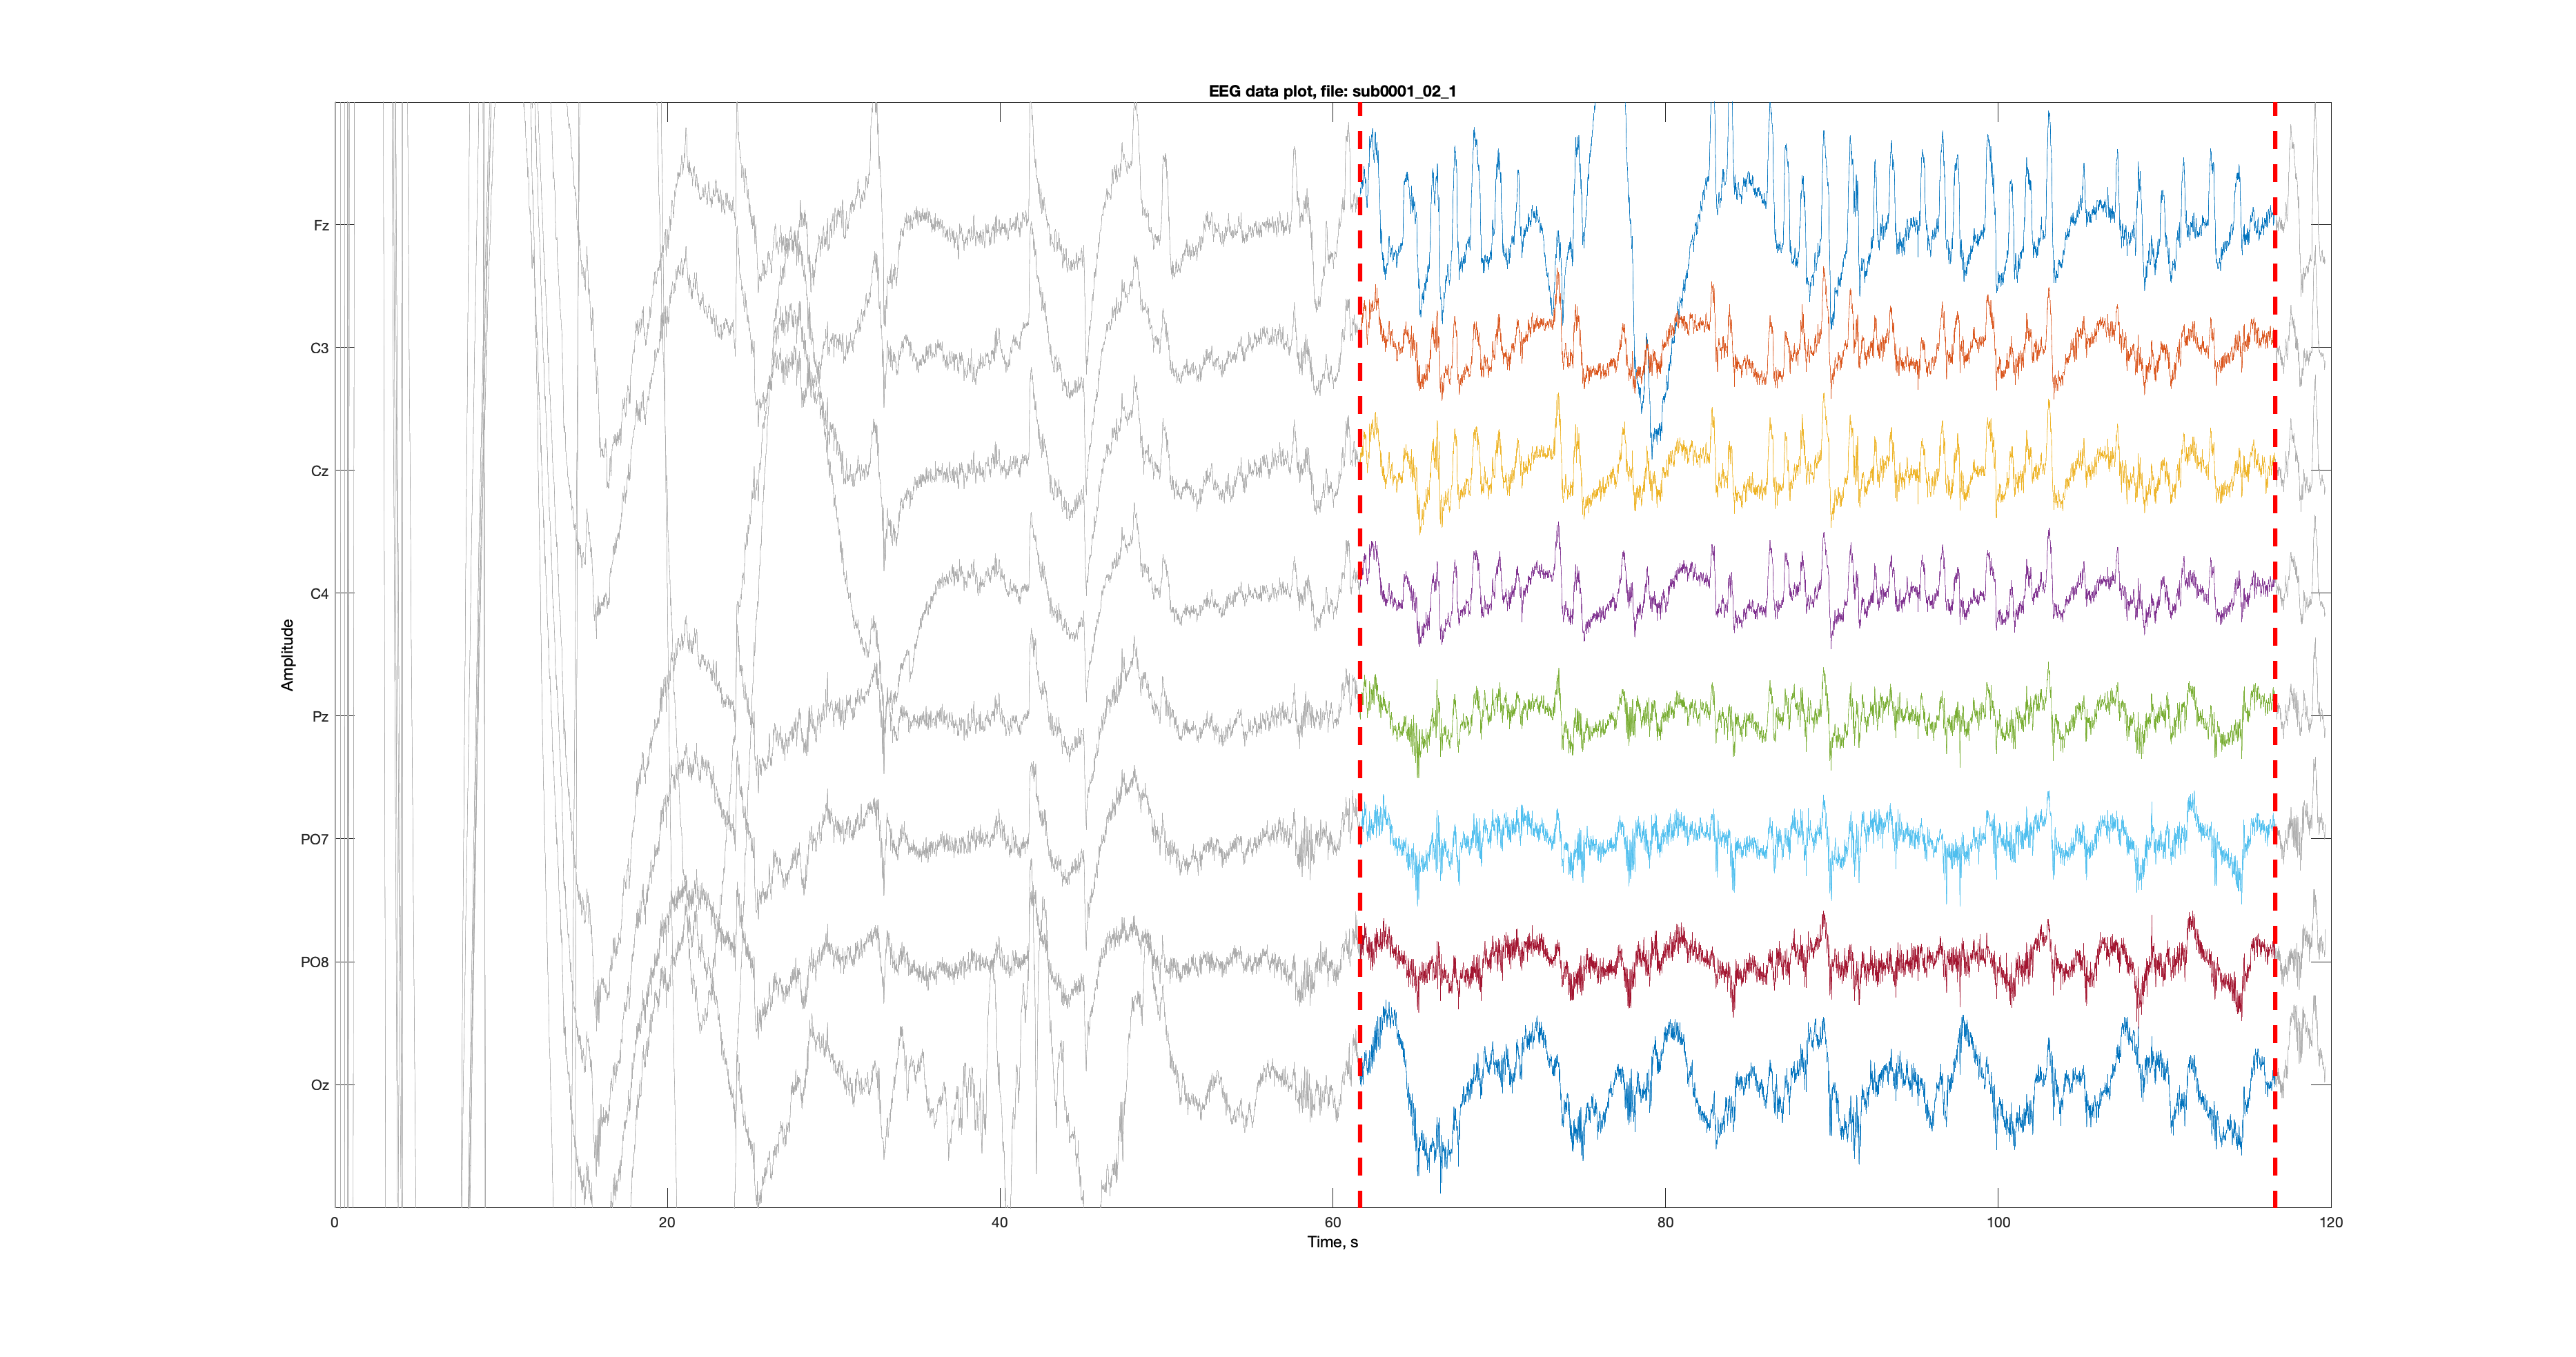 EEG data plot, file: sub0001_02_1
Fz
C3
Cz
C4
Pz
PO7
PO8
Oz
Amplitude
0 20 40 60 80 100 120
Time, s